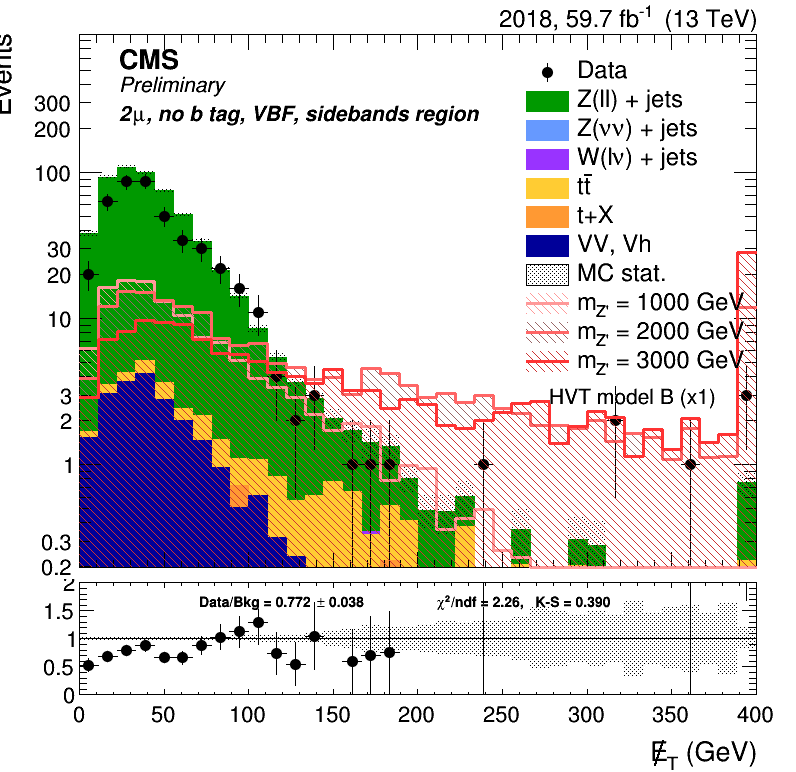 2018, 59.7 fb⁻¹ (13 TeV)
Events
CMS
Preliminary
2μ, no b tag, VBF, sidebands region
Data
Z(ll) + jets
Z(νν) + jets
W(lν) + jets
tt̄
t+X
VV, Vh
MC stat.
m_Z' = 1000 GeV
m_Z' = 2000 GeV
m_Z' = 3000 GeV
HVT model B (x1)
300
200
100
30
20
10
3
2
1
0.3
0.2
Data/Bkg = 0.772 ± 0.038
χ²/ndf = 2.26, K-S = 0.390
2
1.5
1
0.5
0
0 50 100 150 200 250 300 350 400
E̸_T (GeV)